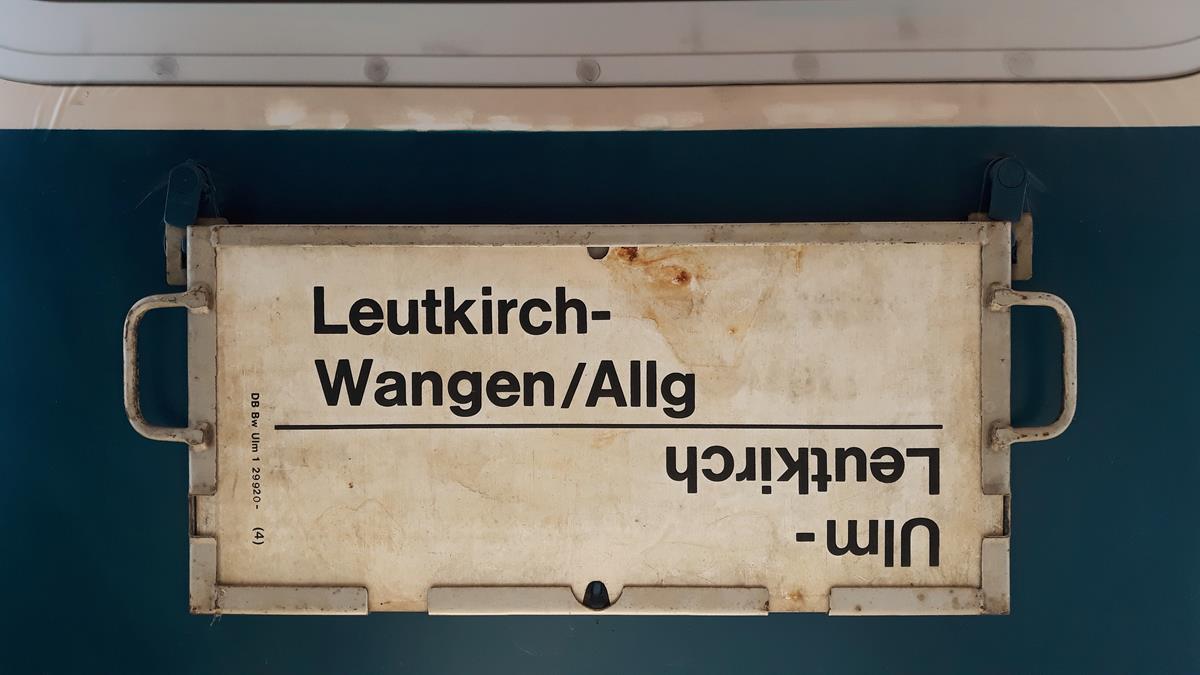 Leutkirch-
Wangen/Allg
Ulm-
Leutkirch
DB Bw Ulm 1 29920- (4)